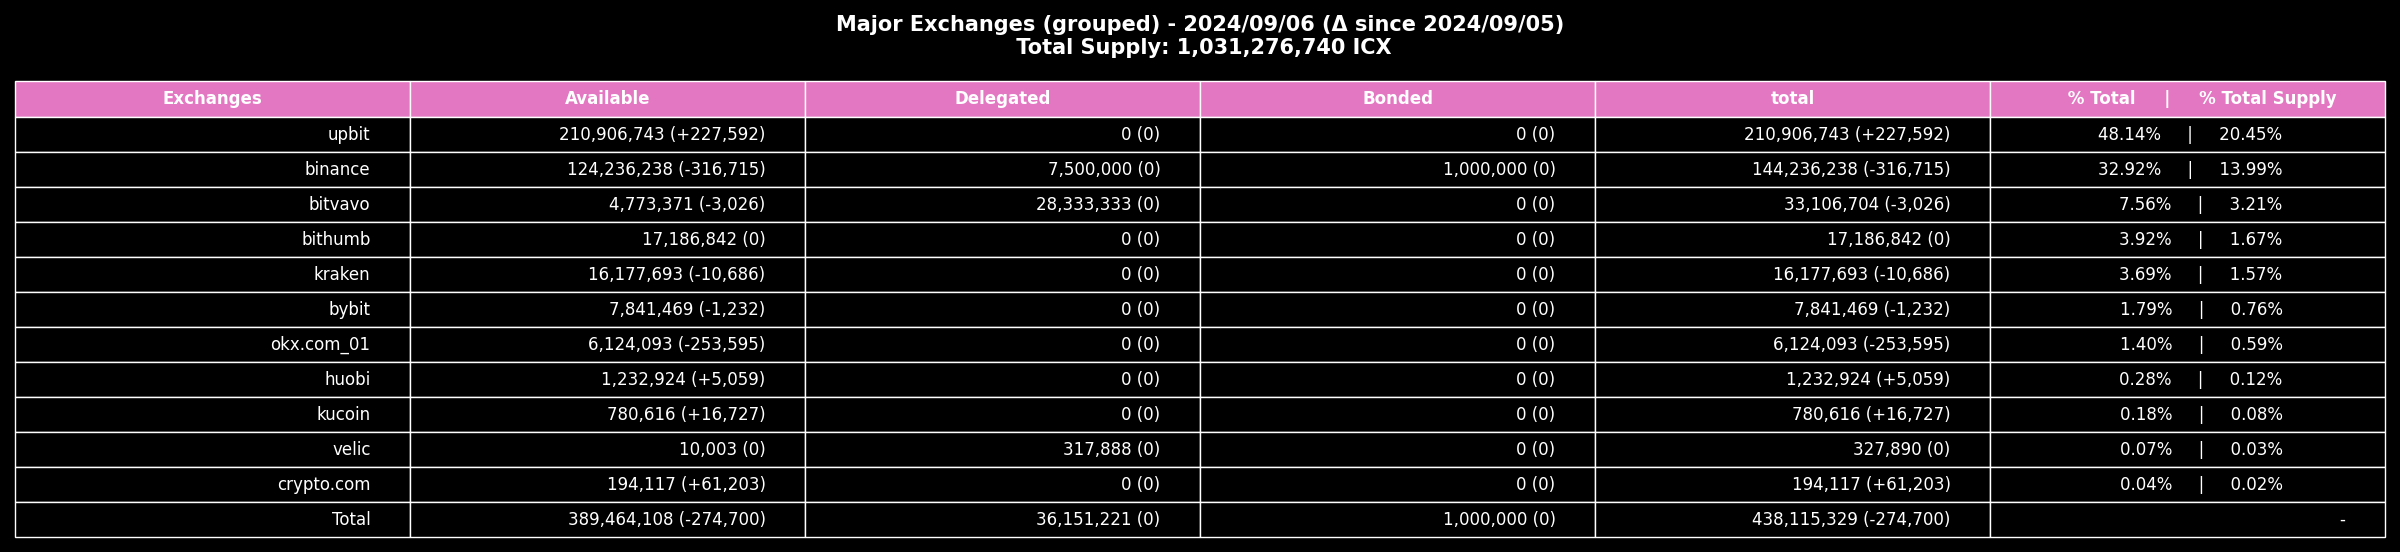 Major Exchanges (grouped) - 2024/09/06 (Δ since 2024/09/05)
Total Supply: 1,031,276,740 ICX
Exchanges Available Delegated Bonded total % Total | % Total Supply
upbit 210,906,743 (+227,592) 0 (0) 0 (0) 210,906,743 (+227,592) 48.14% | 20.45%
binance 124,236,238 (-316,715) 7,500,000 (0) 1,000,000 (0) 144,236,238 (-316,715) 32.92% | 13.99%
bitvavo 4,773,371 (-3,026) 28,333,333 (0) 0 (0) 33,106,704 (-3,026) 7.56% | 3.21%
bithumb 17,186,842 (0) 0 (0) 0 (0) 17,186,842 (0) 3.92% | 1.67%
kraken 16,177,693 (-10,686) 0 (0) 0 (0) 16,177,693 (-10,686) 3.69% | 1.57%
bybit 7,841,469 (-1,232) 0 (0) 0 (0) 7,841,469 (-1,232) 1.79% | 0.76%
okx.com_01 6,124,093 (-253,595) 0 (0) 0 (0) 6,124,093 (-253,595) 1.40% | 0.59%
huobi 1,232,924 (+5,059) 0 (0) 0 (0) 1,232,924 (+5,059) 0.28% | 0.12%
kucoin 780,616 (+16,727) 0 (0) 0 (0) 780,616 (+16,727) 0.18% | 0.08%
velic 10,003 (0) 317,888 (0) 0 (0) 327,890 (0) 0.07% | 0.03%
crypto.com 194,117 (+61,203) 0 (0) 0 (0) 194,117 (+61,203) 0.04% | 0.02%
Total 389,464,108 (-274,700) 36,151,221 (0) 1,000,000 (0) 438,115,329 (-274,700) -